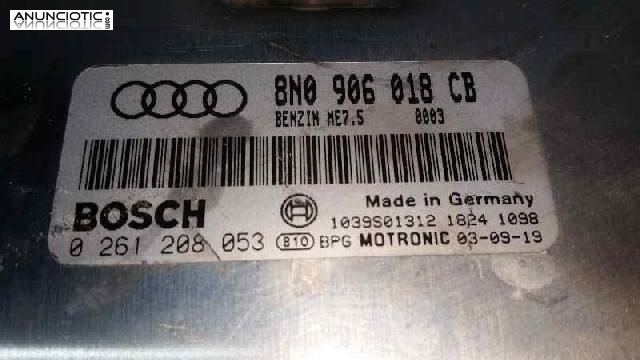 ANUNCIOTIC.com
8N0 906 018 CB
BENZIN ME7.5 0003
BOSCH
Made in Germany
1039S01312 1824 1098
0 261 208 053 B10 BPG MOTRONIC 03-09-19